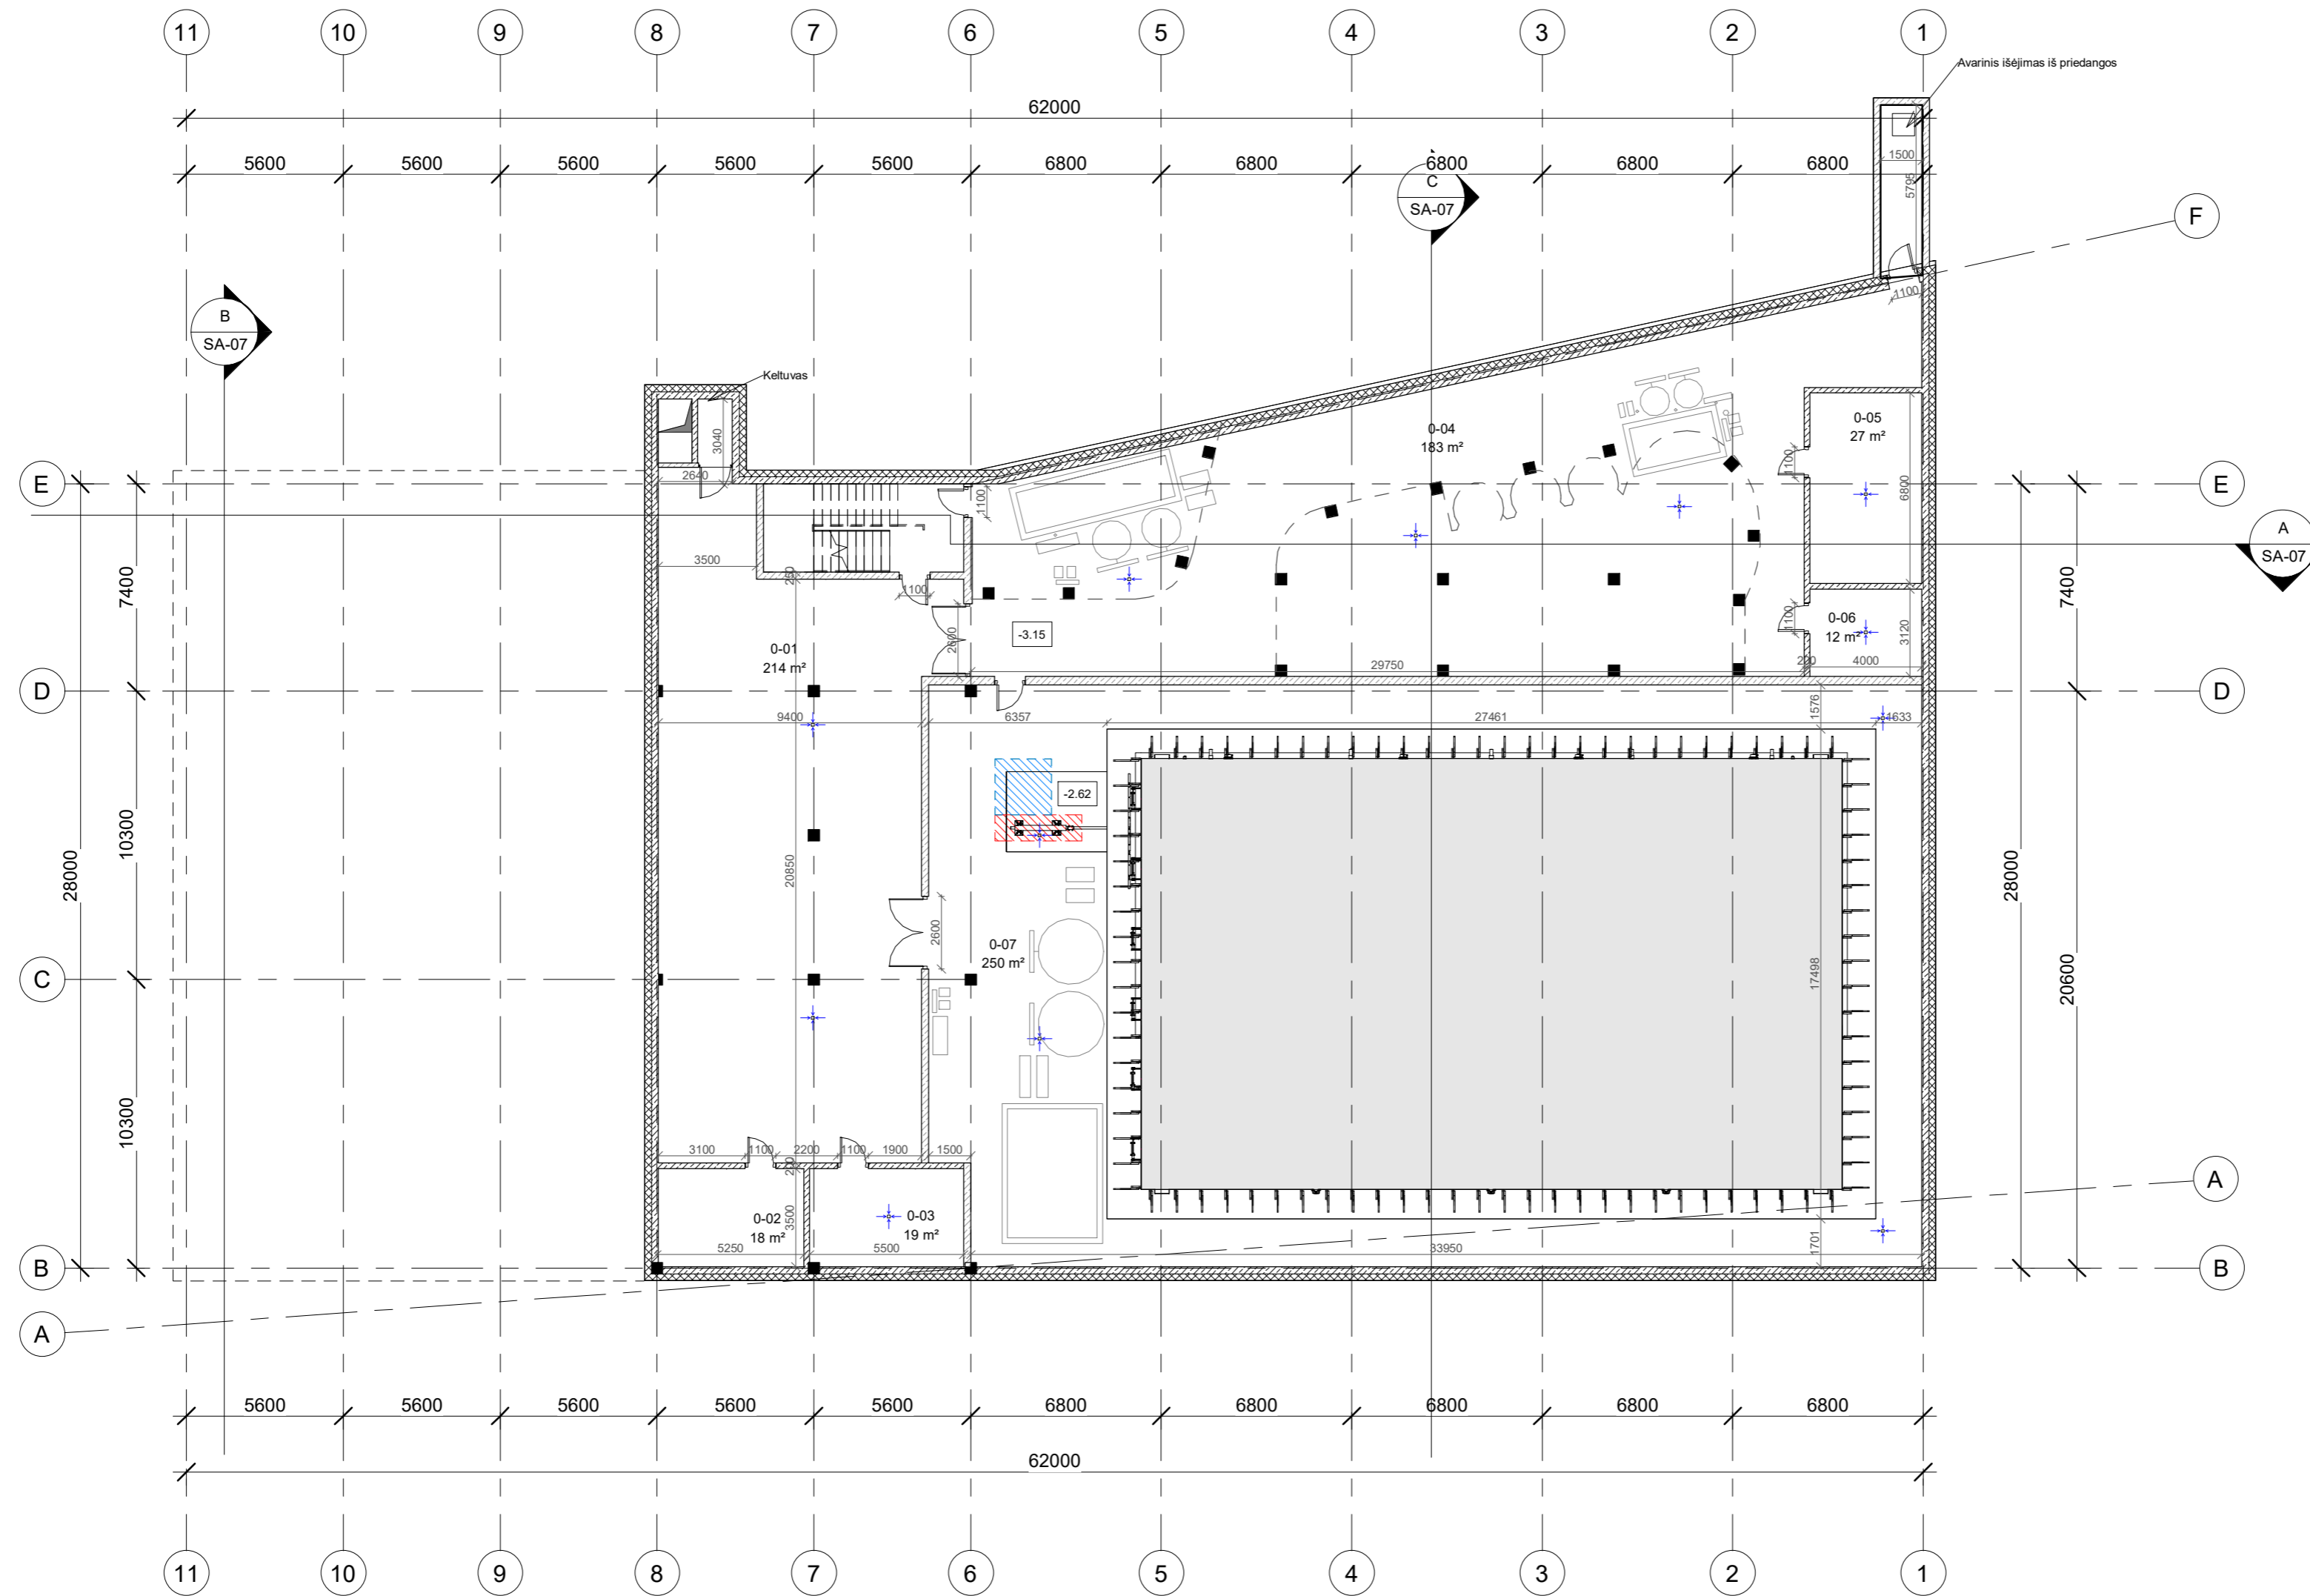 11 10 9 8 7 6 5 4 3 2 1
Avarinis išėjimas iš priedangos
62000
5600 5600 5600 5600 5600 6800 6800 6800 6800 6800
1500
5795
C
SA-07
F
1100
B
SA-07
Keltuvas
3040
2640
0-04
183 m²
0-05
27 m²
1100
6800
E
E
1100
3500
250
1100
A
SA-07
7400
7400
2600
-3.15
0-01
214 m²
1100
0-06
12 m²
3120
29750
200
4000
D
D
9400
6357
27461
1633
1576
-2.62
10300
28000
20850
28000
20600
2600
0-07
250 m²
17498
C
10300
3100 1100 2200 1100 1900 1500
200
3500
0-02
18 m²
0-03
19 m²
5250
5500
33950
1701
A
B
B
A
5600 5600 5600 5600 5600 6800 6800 6800 6800 6800
62000
11 10 9 8 7 6 5 4 3 2 1